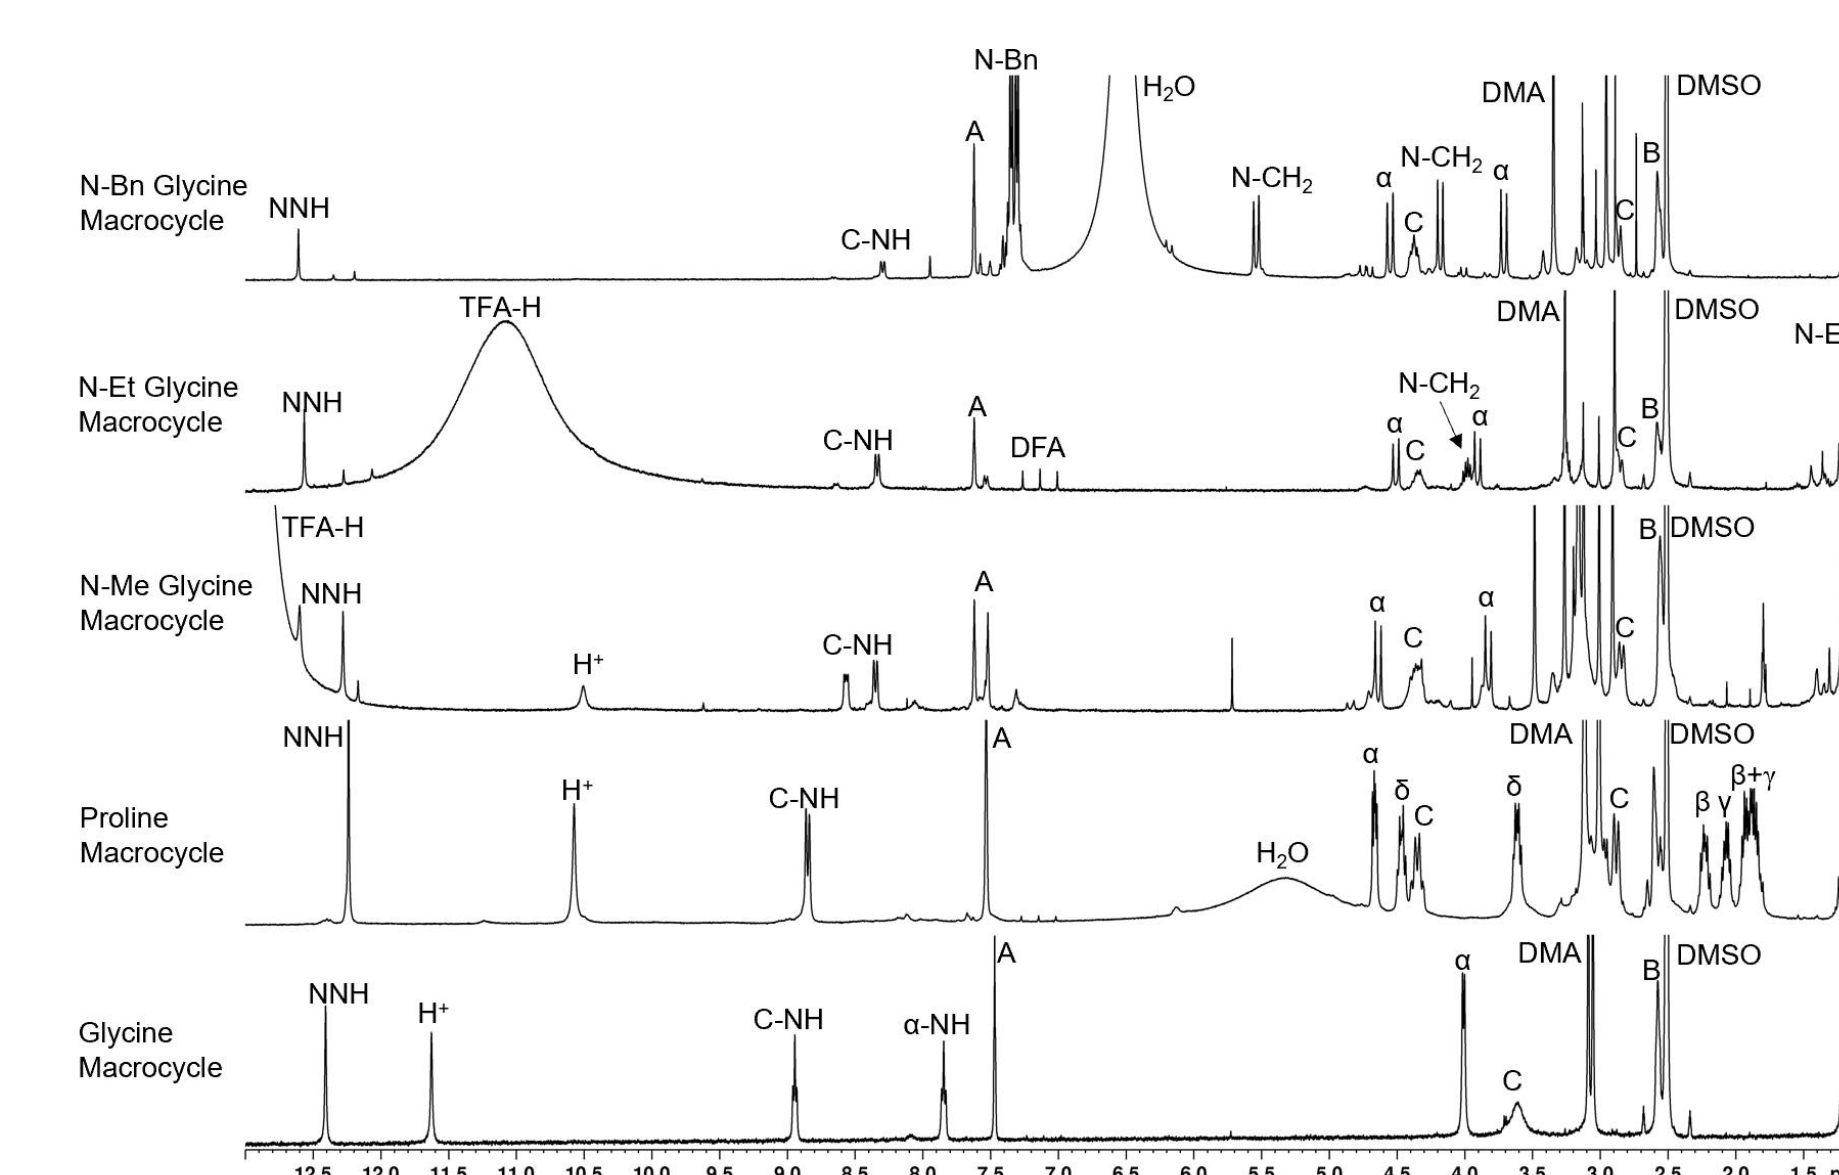 N-Bn
H₂O
DMA
DMSO
A
N-CH₂
N-CH₂
α
α
B
N-Bn Glycine
Macrocycle
NNH
C-NH
C
C
TFA-H
DMA
DMSO
N-E
N-Et Glycine
Macrocycle
NNH
C-NH
A
DFA
N-CH₂
α
C
α
C
B
TFA-H
B
DMSO
N-Me Glycine
Macrocycle
NNH
H⁺
C-NH
A
α
C
α
C
NNH
A
DMA
DMSO
α
β+γ
Proline
Macrocycle
H⁺
C-NH
H₂O
δ
C
δ
C
β
γ
A
α
DMA
B
DMSO
Glycine
Macrocycle
NNH
H⁺
C-NH
α-NH
C
12.5 12.0 11.5 11.0 10.5 10.0 9.5 9.0 8.5 8.0 7.5 7.0 6.5 6.0 5.5 5.0 4.5 4.0 3.5 3.0 2.5 2.0 1.5